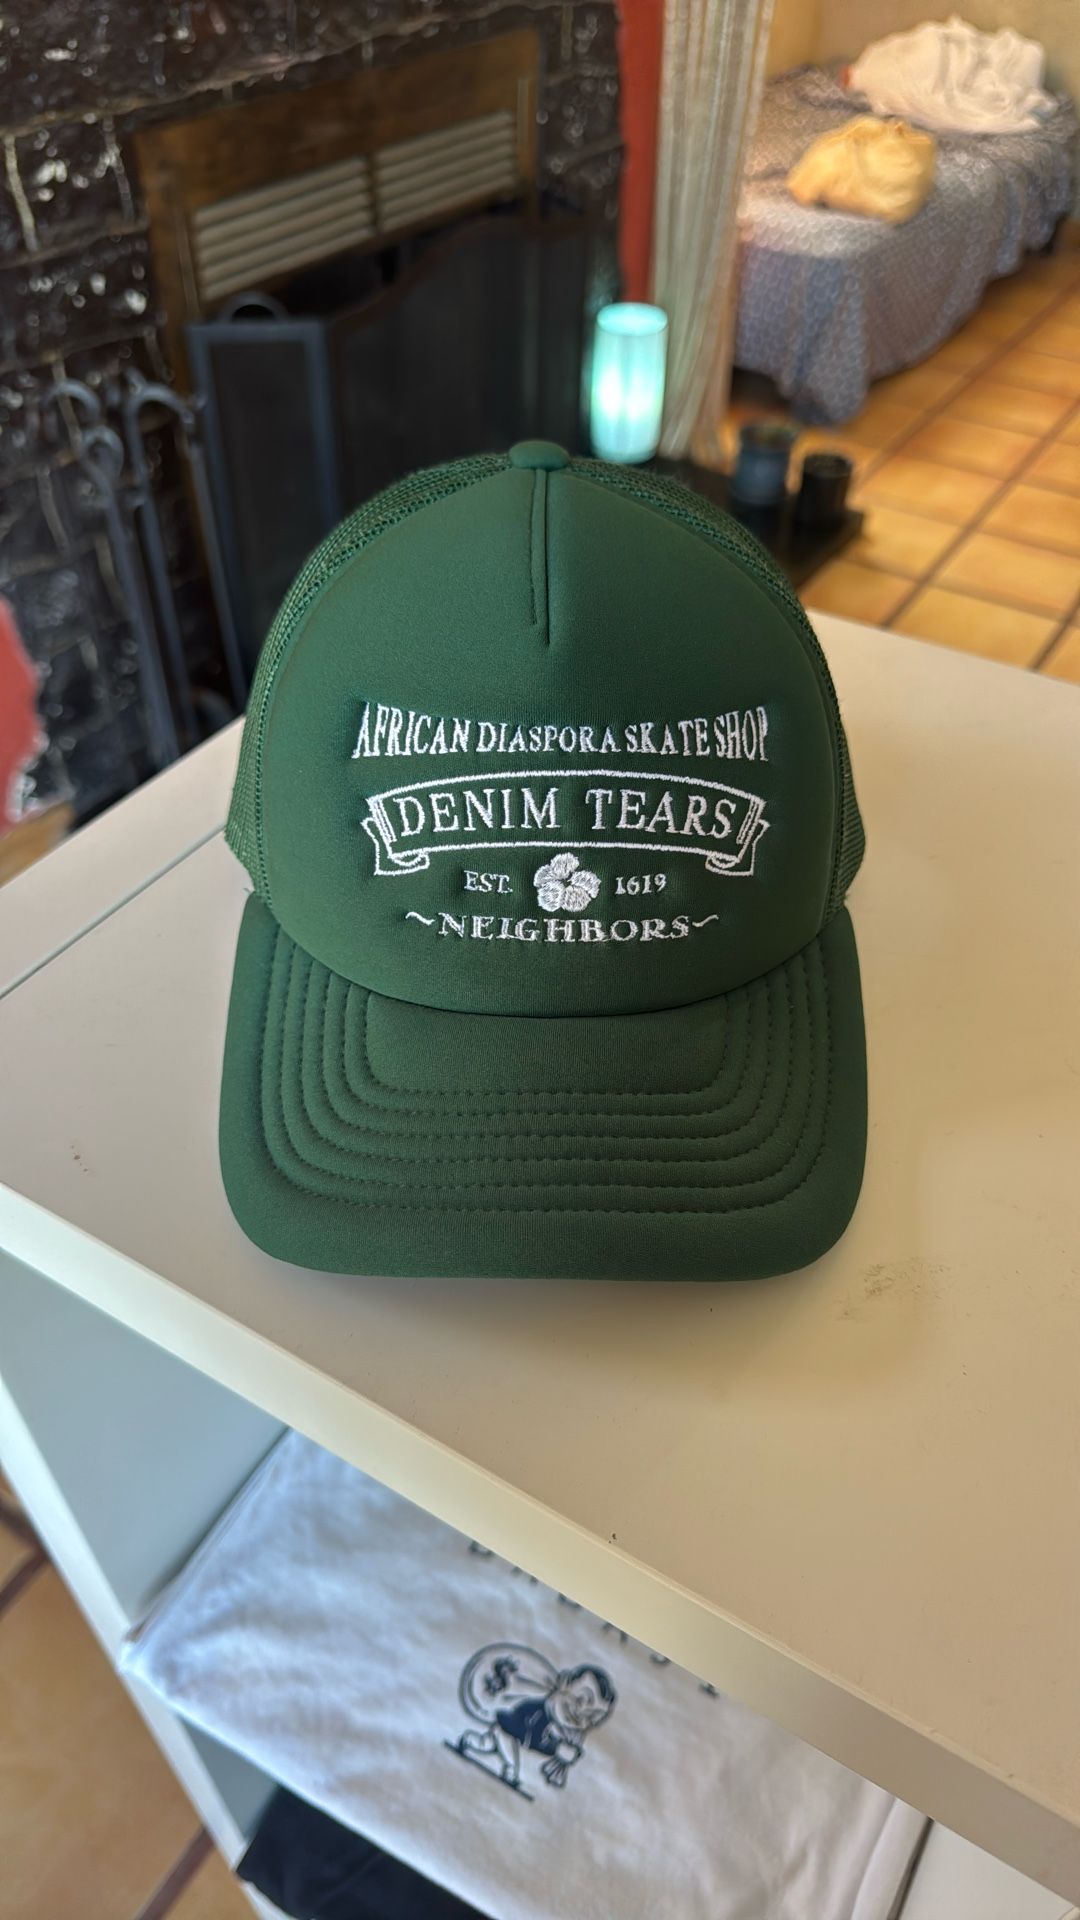 AFRICAN DIASPORA SKATE SHOP
DENIM TEARS
EST. 1619
~NEIGHBORS~
$